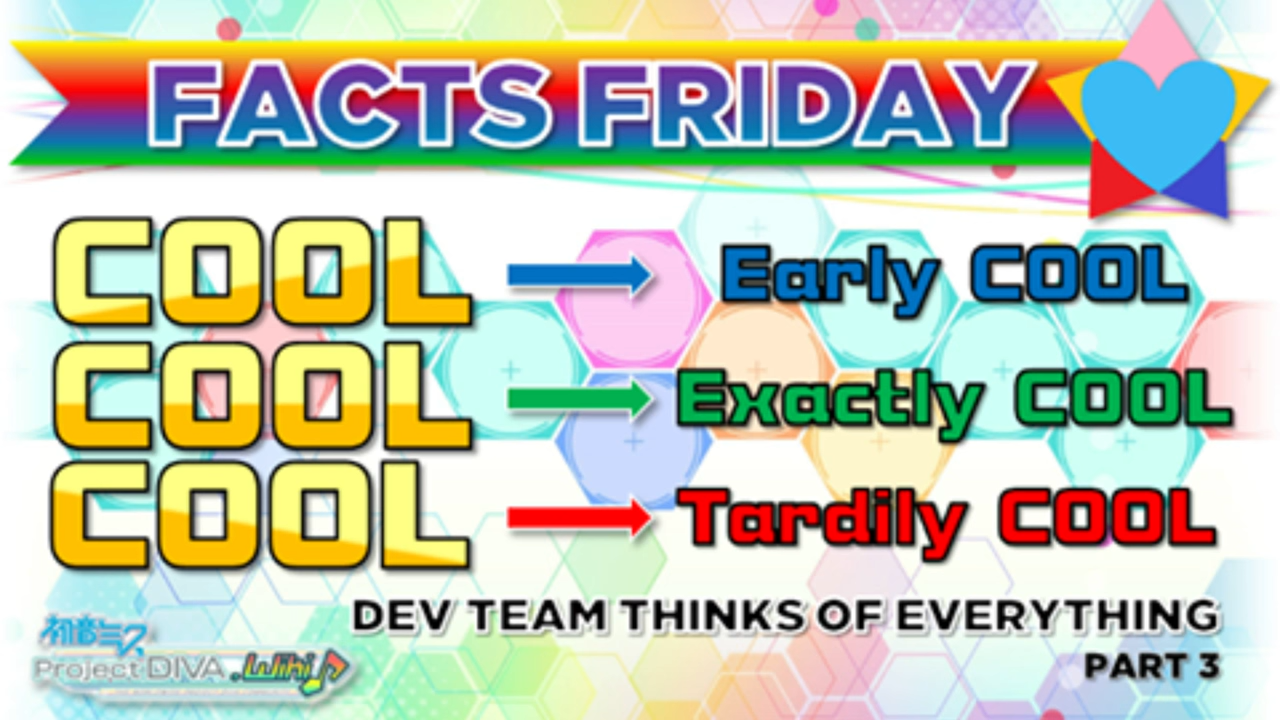 FACTS FRIDAY
COOL → Early COOL
COOL → Exactly COOL
COOL → Tardily COOL
DEV TEAM THINKS OF EVERYTHING
PART 3
初音ミク
Project DIVA.wiki